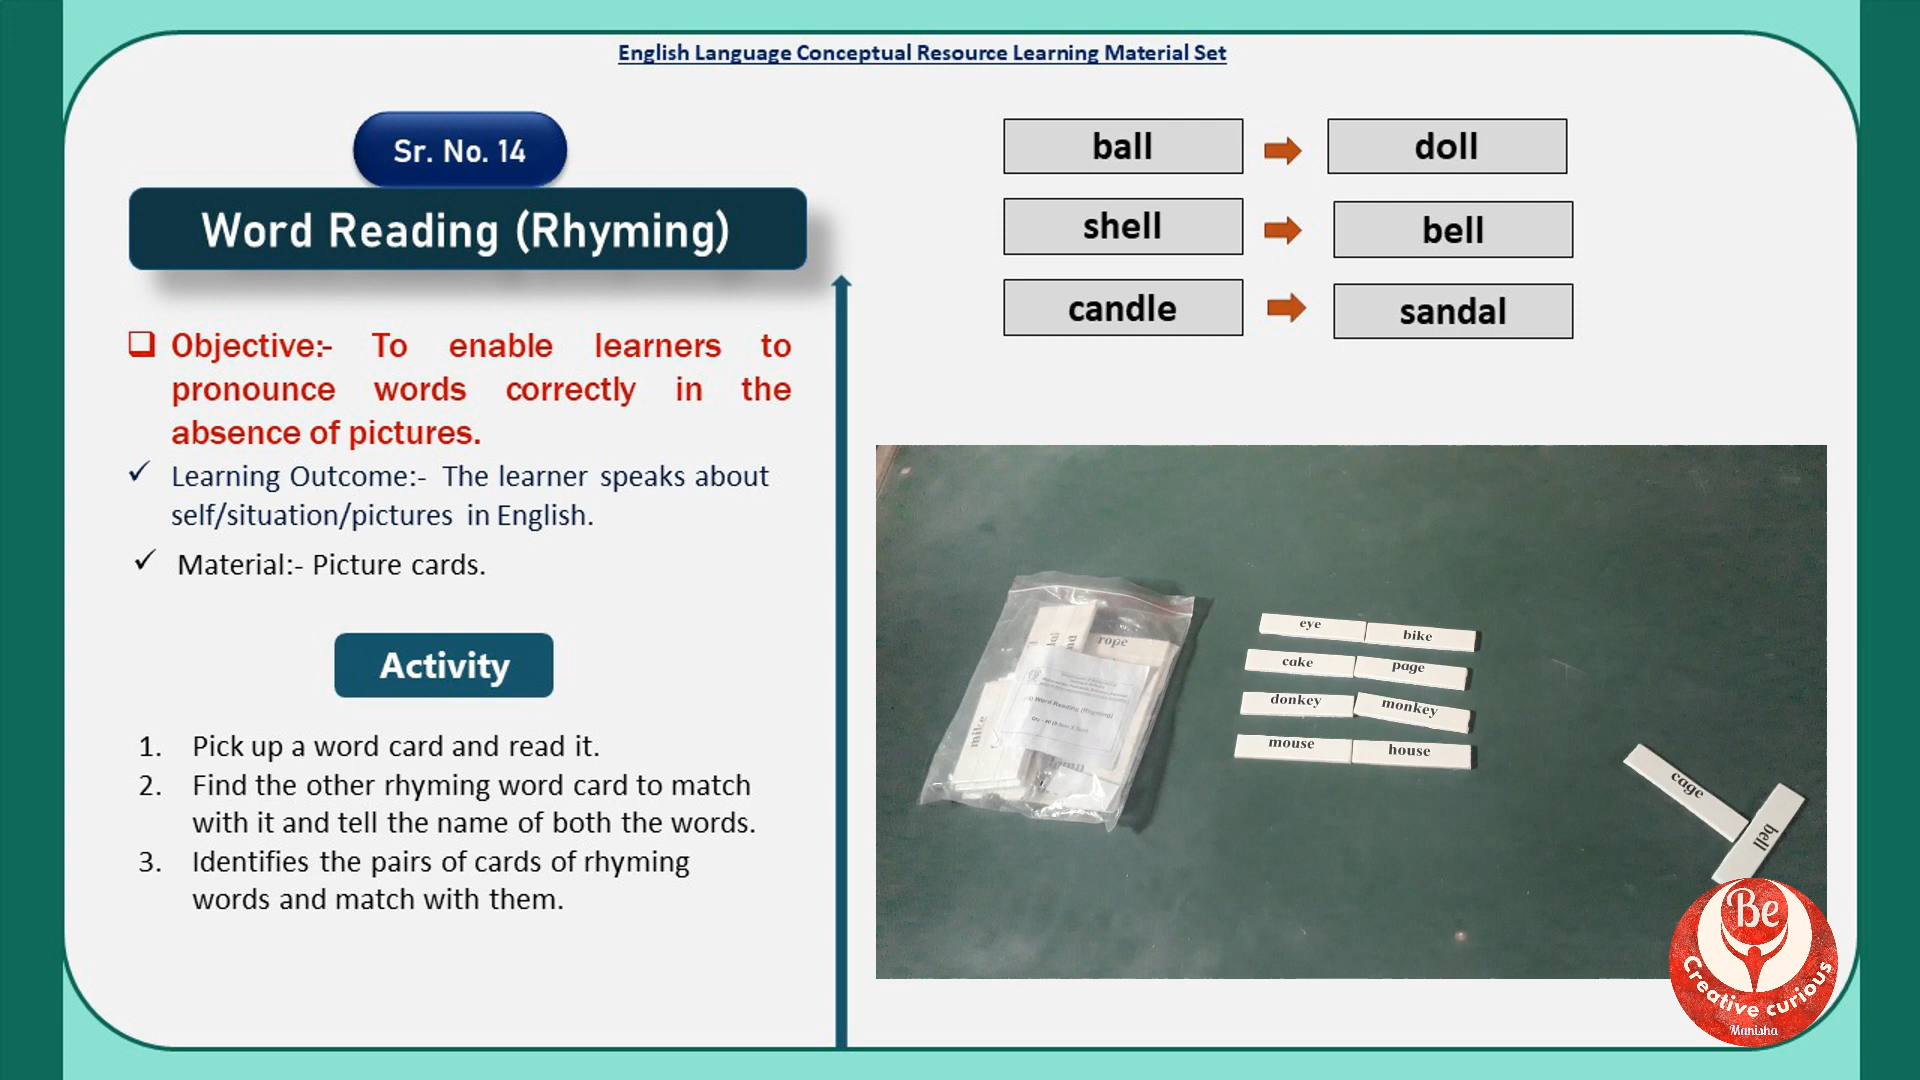 English Language Conceptual Resource Learning Material Set
Sr. No. 14
Word Reading (Rhyming)
Objective:- To enable learners to
pronounce words correctly in the
absence of pictures.
Learning Outcome:- The learner speaks about
self/situation/pictures in English.
Material:- Picture cards.
Activity
1. Pick up a word card and read it.
2. Find the other rhyming word card to match
with it and tell the name of both the words.
3. Identifies the pairs of cards of rhyming
words and match with them.
ball doll
shell bell
candle sandal
rope
Word Reading (Rhyming)
mike
eye bike
cake page
donkey monkey
mouse house
cage
bell
Be
Creative curious
Manisha